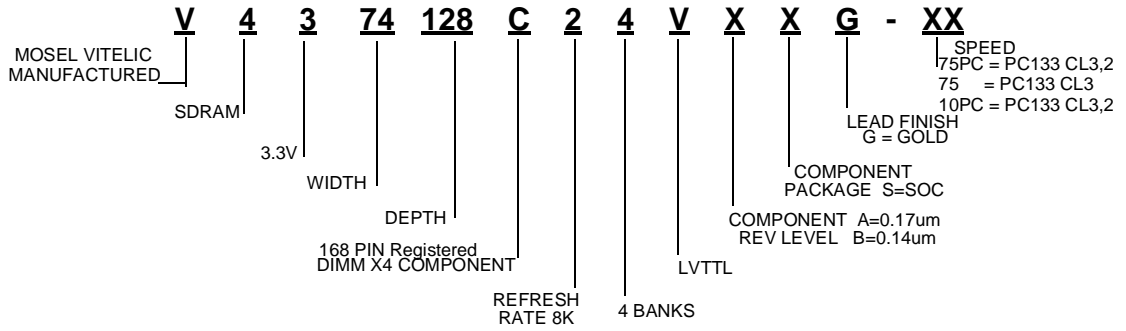 V 4 3 74 128 C 2 4 V X X G - XX
MOSEL VITELIC
MANUFACTURED
SDRAM
3.3V
WIDTH
DEPTH
168 PIN Registered
DIMM X4 COMPONENT
REFRESH
RATE 8K
4 BANKS
LVTTL
COMPONENT A=0.17um
REV LEVEL B=0.14um
COMPONENT
PACKAGE S=SOC
LEAD FINISH
G = GOLD
SPEED
75PC = PC133 CL3,2
75 = PC133 CL3
10PC = PC133 CL3,2